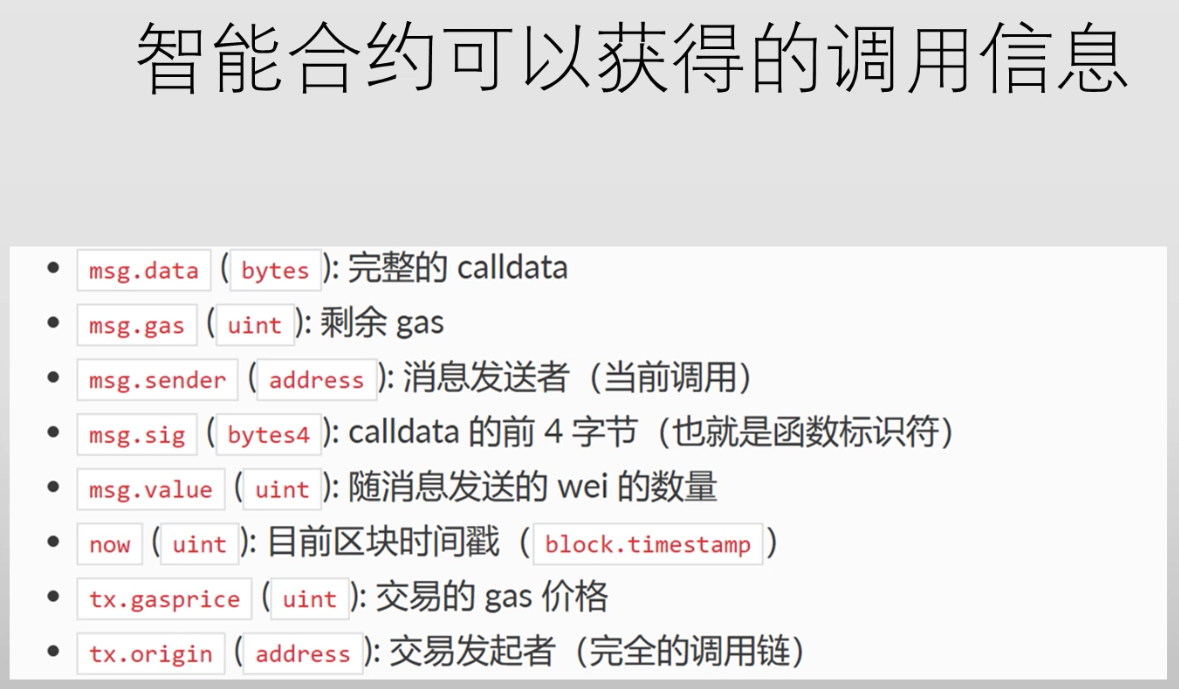 智能合约可以获得的调用信息
• msg.data (bytes): 完整的 calldata
• msg.gas (uint): 剩余 gas
• msg.sender (address): 消息发送者（当前调用）
• msg.sig (bytes4): calldata 的前 4 字节（也就是函数标识符）
• msg.value (uint): 随消息发送的 wei 的数量
• now (uint): 目前区块时间戳（block.timestamp）
• tx.gasprice (uint): 交易的 gas 价格
• tx.origin (address): 交易发起者（完全的调用链）